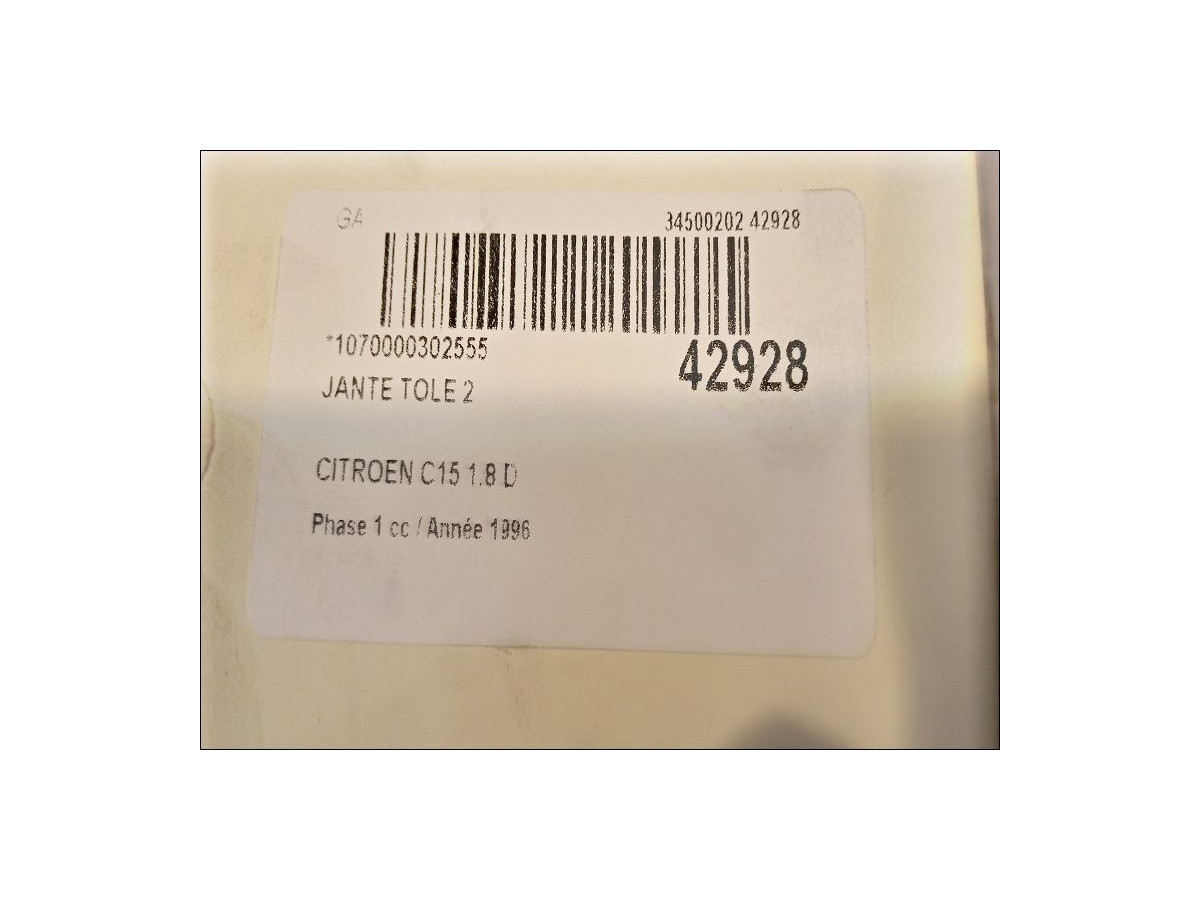 GA 34500202 42928
*1070000302555
42928
JANTE TOLE 2
CITROEN C15 1.8 D
Phase 1 cc / Année 1996